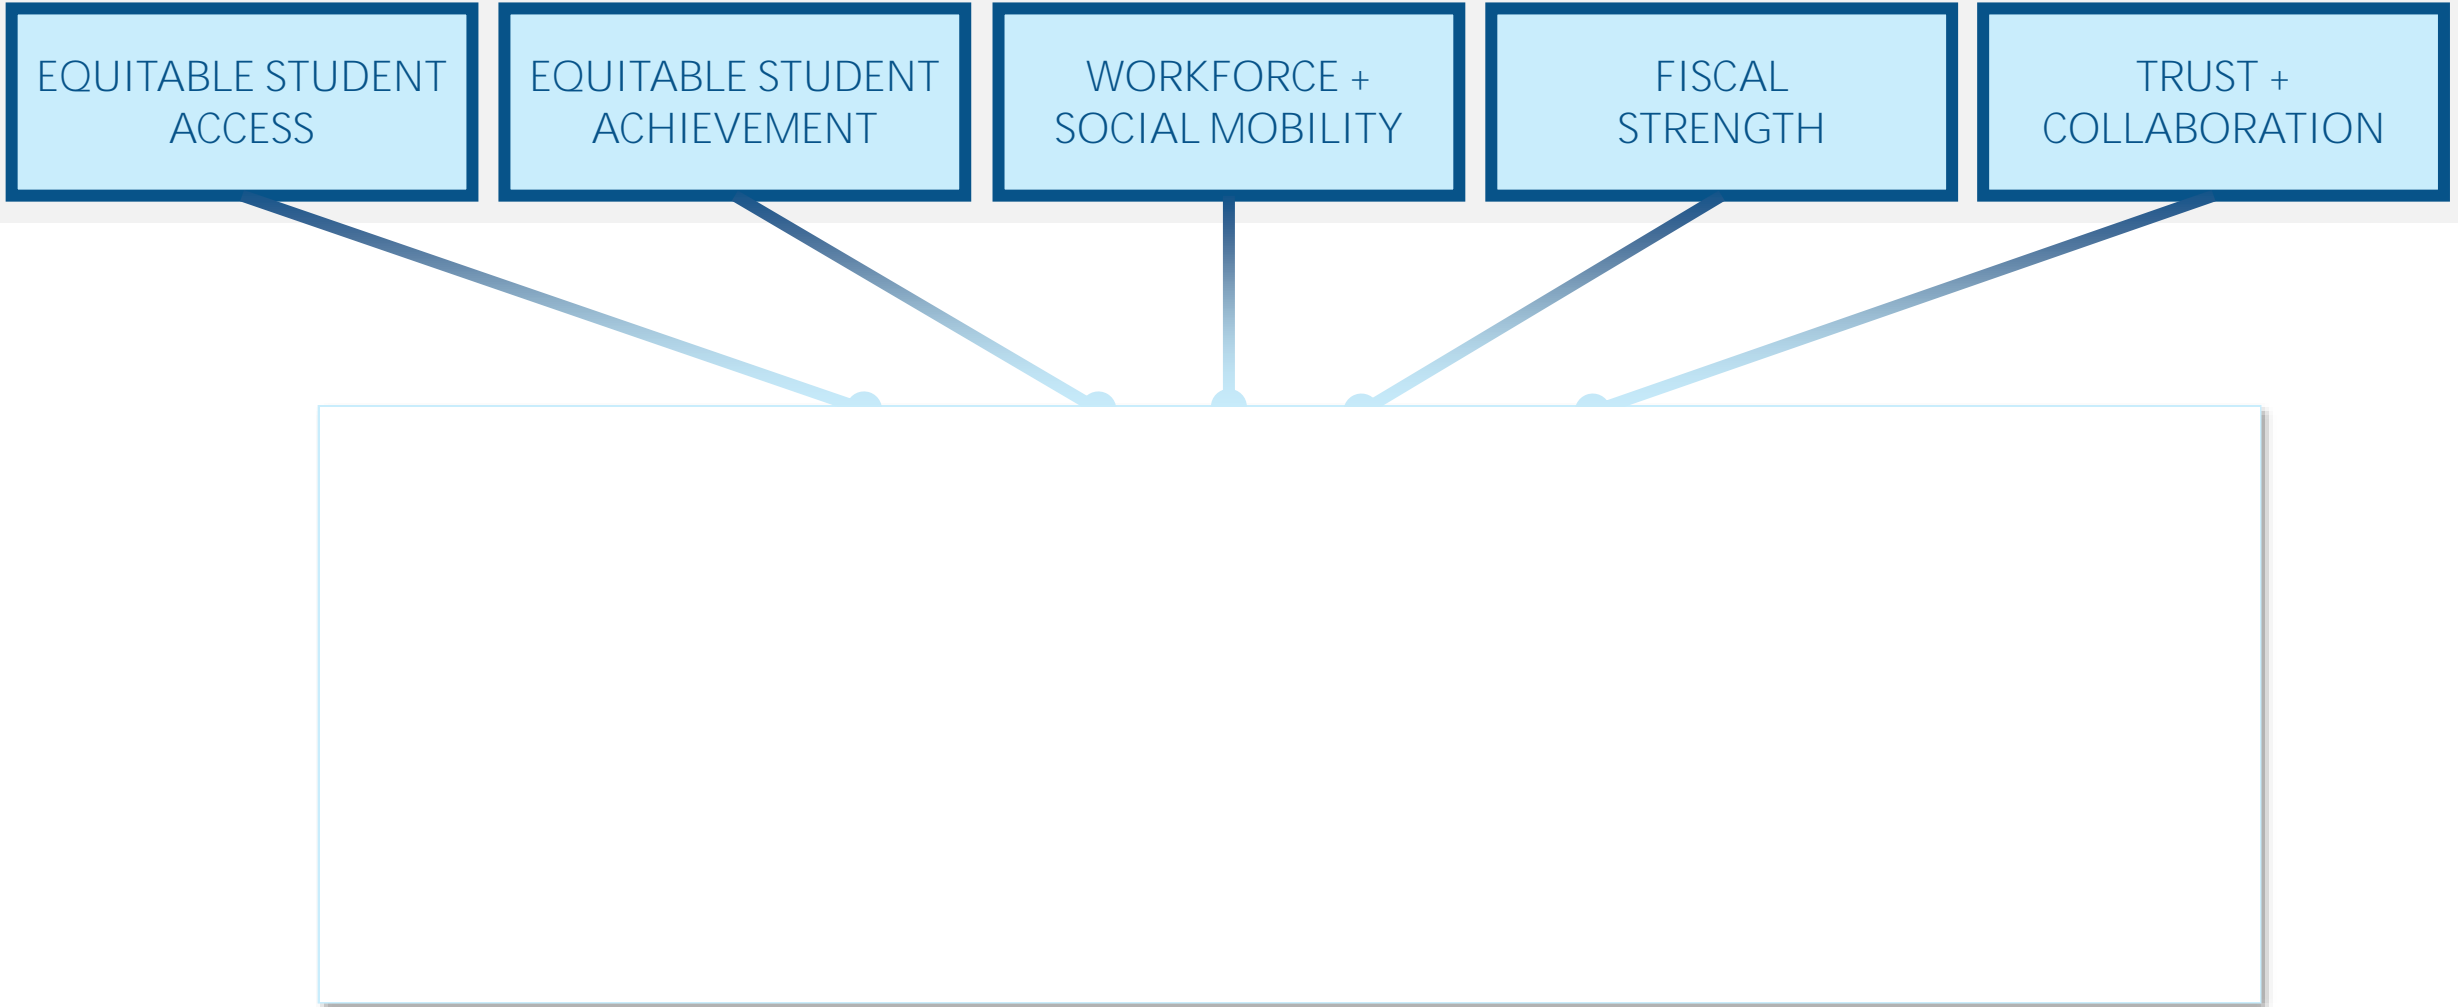 EQUITABLE STUDENT
ACCESS
EQUITABLE STUDENT
ACHIEVEMENT
WORKFORCE +
SOCIAL MOBILITY
FISCAL
STRENGTH
TRUST +
COLLABORATION